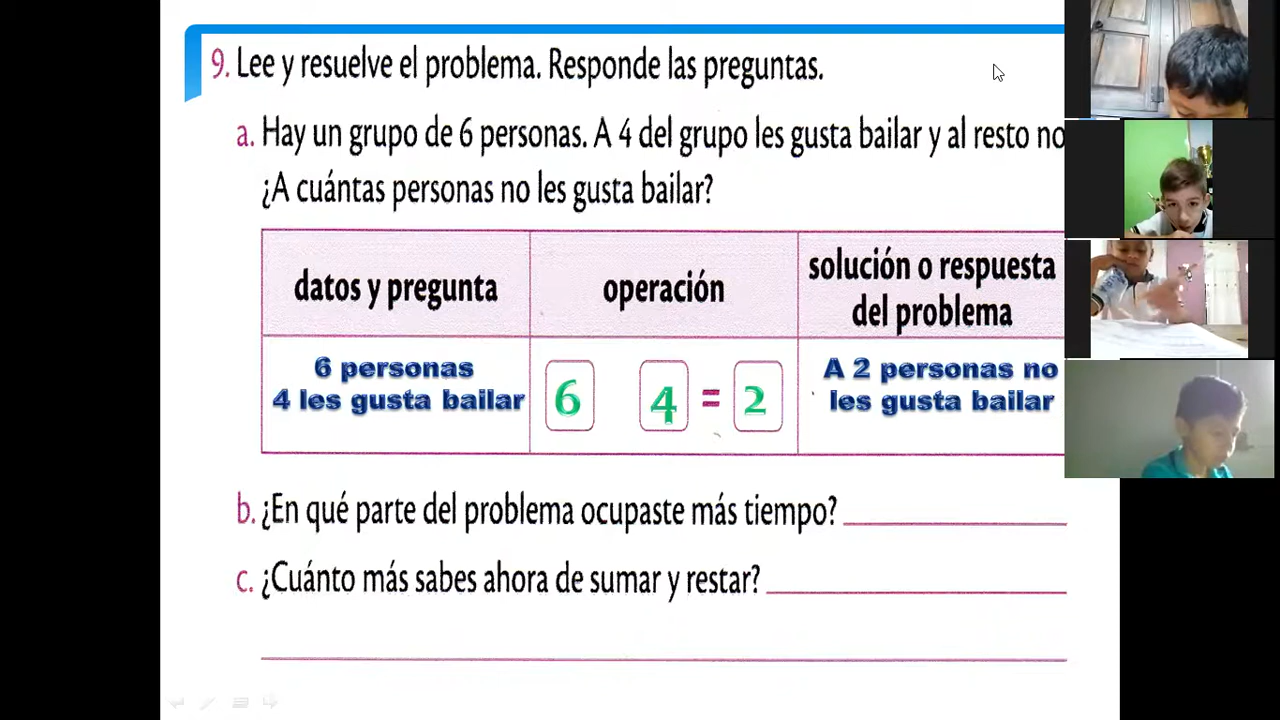 9. Lee y resuelve el problema. Responde las preguntas.
a. Hay un grupo de 6 personas. A 4 del grupo les gusta bailar y al resto no
¿A cuántas personas no les gusta bailar?
datos y pregunta
operación
solución o respuesta
del problema
6 personas
4 les gusta bailar
6 4 = 2
A 2 personas no
les gusta bailar
b. ¿En qué parte del problema ocupaste más tiempo?
c. ¿Cuánto más sabes ahora de sumar y restar?